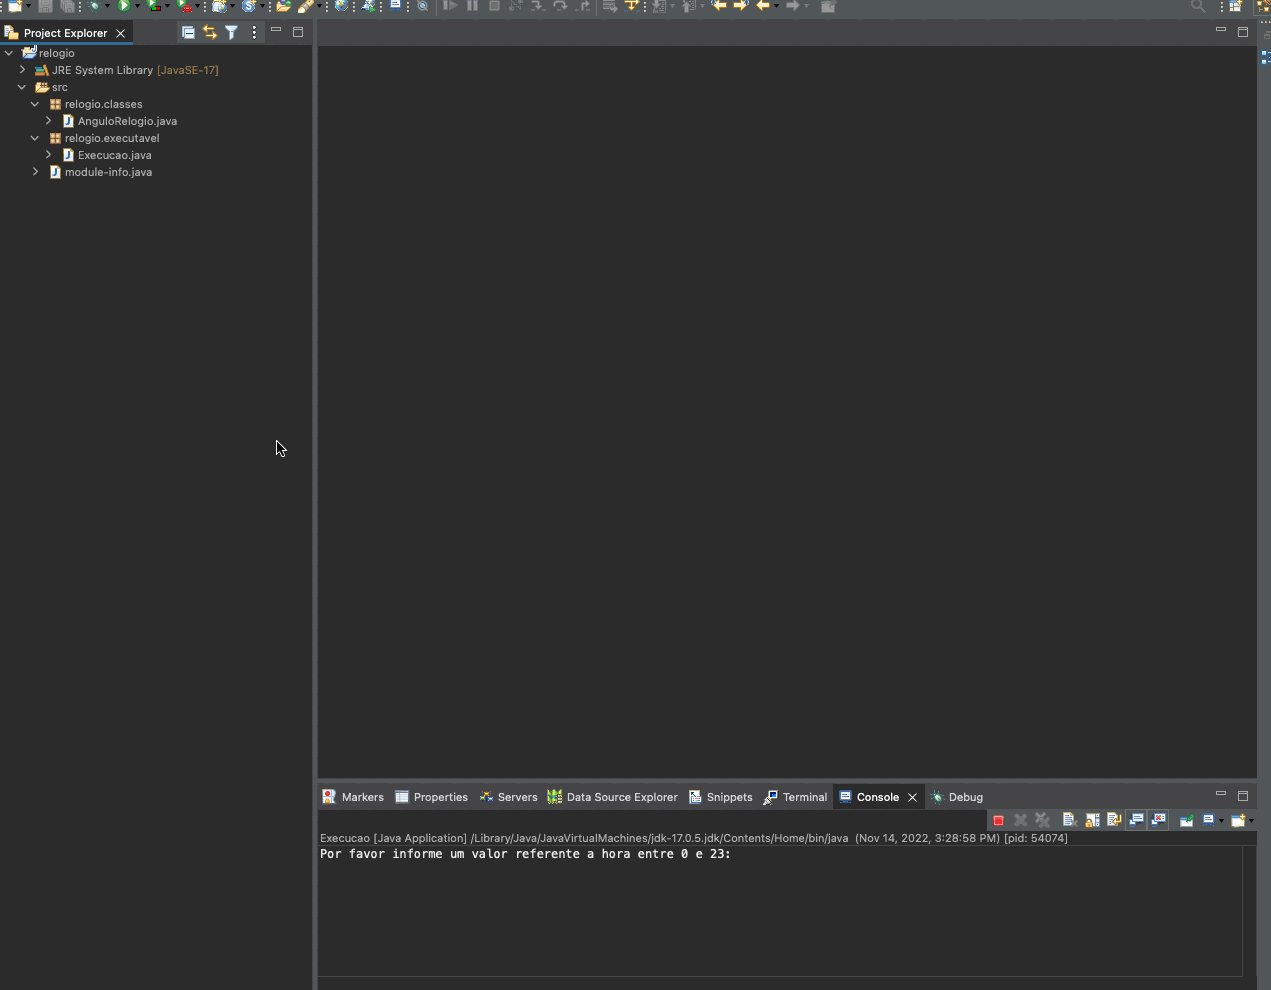 Project Explorer
relogio
JRE System Library [JavaSE-17]
src
relogio.classes
AnguloRelogio.java
relogio.executavel
Execucao.java
module-info.java
Markers Properties Servers Data Source Explorer Snippets Terminal Console Debug
Execucao [Java Application] /Library/Java/JavaVirtualMachines/jdk-17.0.5.jdk/Contents/Home/bin/java (Nov 14, 2022, 3:28:58 PM) [pid: 54074]
Por favor informe um valor referente a hora entre 0 e 23: